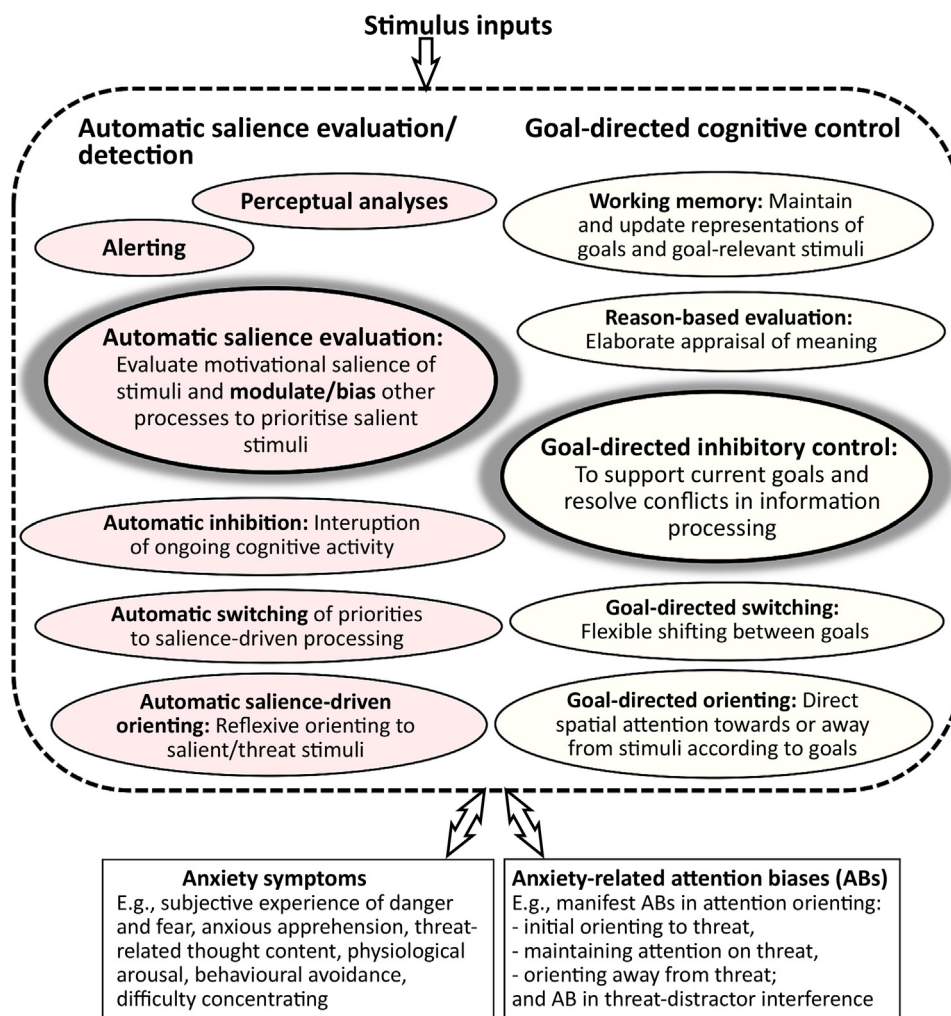 Stimulus inputs
Automatic salience evaluation/
detection
Perceptual analyses
Alerting
Automatic salience evaluation:
Evaluate motivational salience of
stimuli and modulate/bias other
processes to prioritise salient
stimuli
Automatic inhibition: Interuption
of ongoing cognitive activity
Automatic switching of priorities
to salience-driven processing
Automatic salience-driven
orienting: Reflexive orienting to
salient/threat stimuli
Goal-directed cognitive control
Working memory: Maintain
and update representations of
goals and goal-relevant stimuli
Reason-based evaluation:
Elaborate appraisal of meaning
Goal-directed inhibitory control:
To support current goals and
resolve conflicts in information
processing
Goal-directed switching:
Flexible shifting between goals
Goal-directed orienting: Direct
spatial attention towards or away
from stimuli according to goals
Anxiety symptoms
E.g., subjective experience of danger
and fear, anxious apprehension, threat-
related thought content, physiological
arousal, behavioural avoidance,
difficulty concentrating
Anxiety-related attention biases (ABs)
E.g., manifest ABs in attention orienting:
- initial orienting to threat,
- maintaining attention on threat,
- orienting away from threat;
and AB in threat-distractor interference